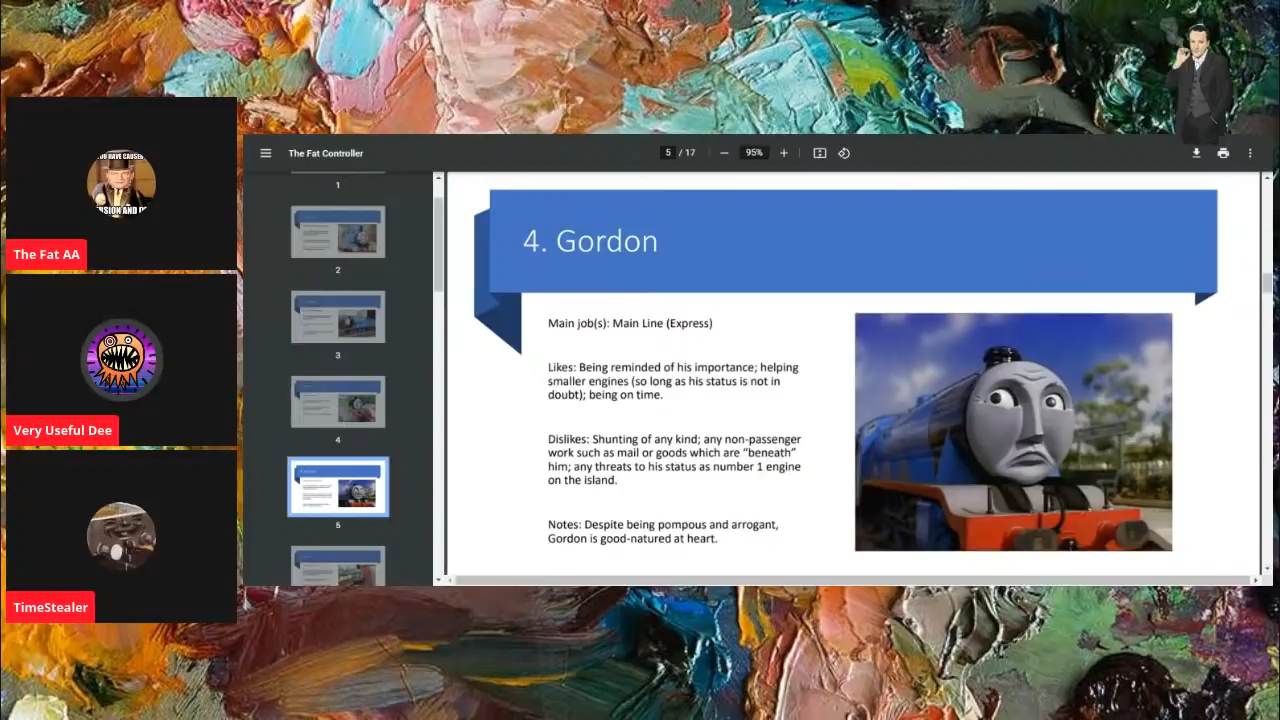 YOU HAVE CAUSED
The Fat AA
Very Useful Dee
TimeStealer
The Fat Controller
5 / 17
95%
1
2
3
4
5
4. Gordon
Main job(s): Main Line (Express)
Likes: Being reminded of his importance; helping
smaller engines (so long as his status is not in
doubt); being on time.
Dislikes: Shunting of any kind; any non-passenger
work such as mail or goods which are “beneath”
him; any threats to his status as number 1 engine
on the island.
Notes: Despite being pompous and arrogant,
Gordon is good-natured at heart.